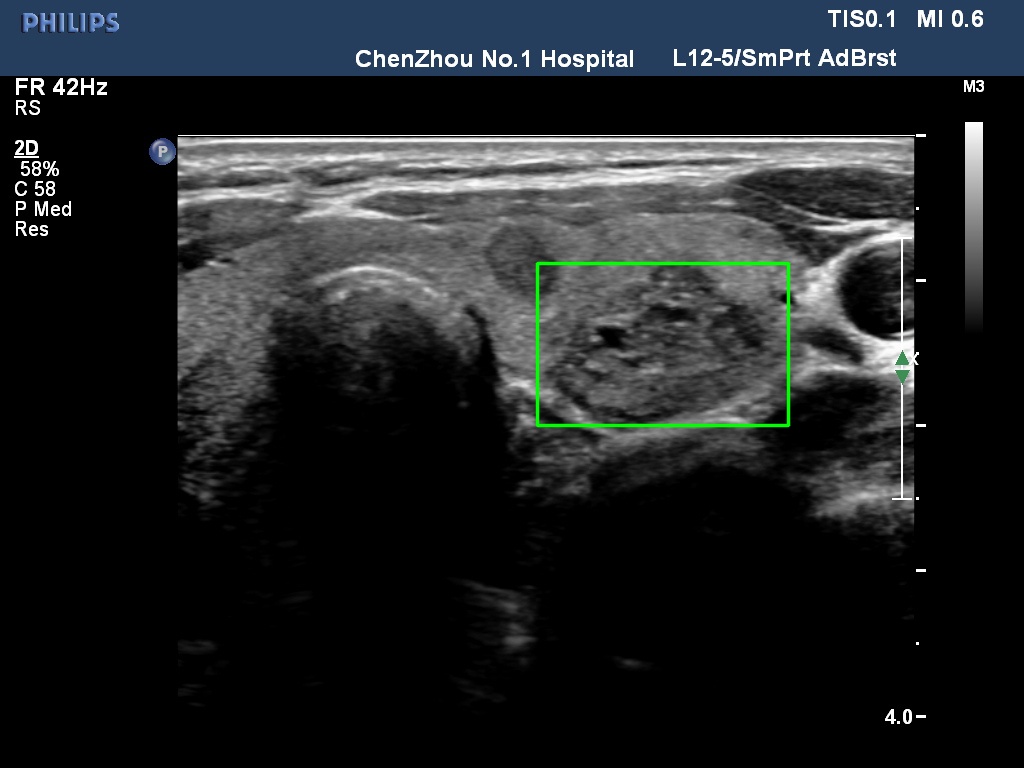 PHILIPS
TIS0.1 MI 0.6
ChenZhou No.1 Hospital L12-5/SmPrt AdBrst
FR 42Hz
RS
M3
2D
58%
C 58
P Med
Res
P
X
4.0